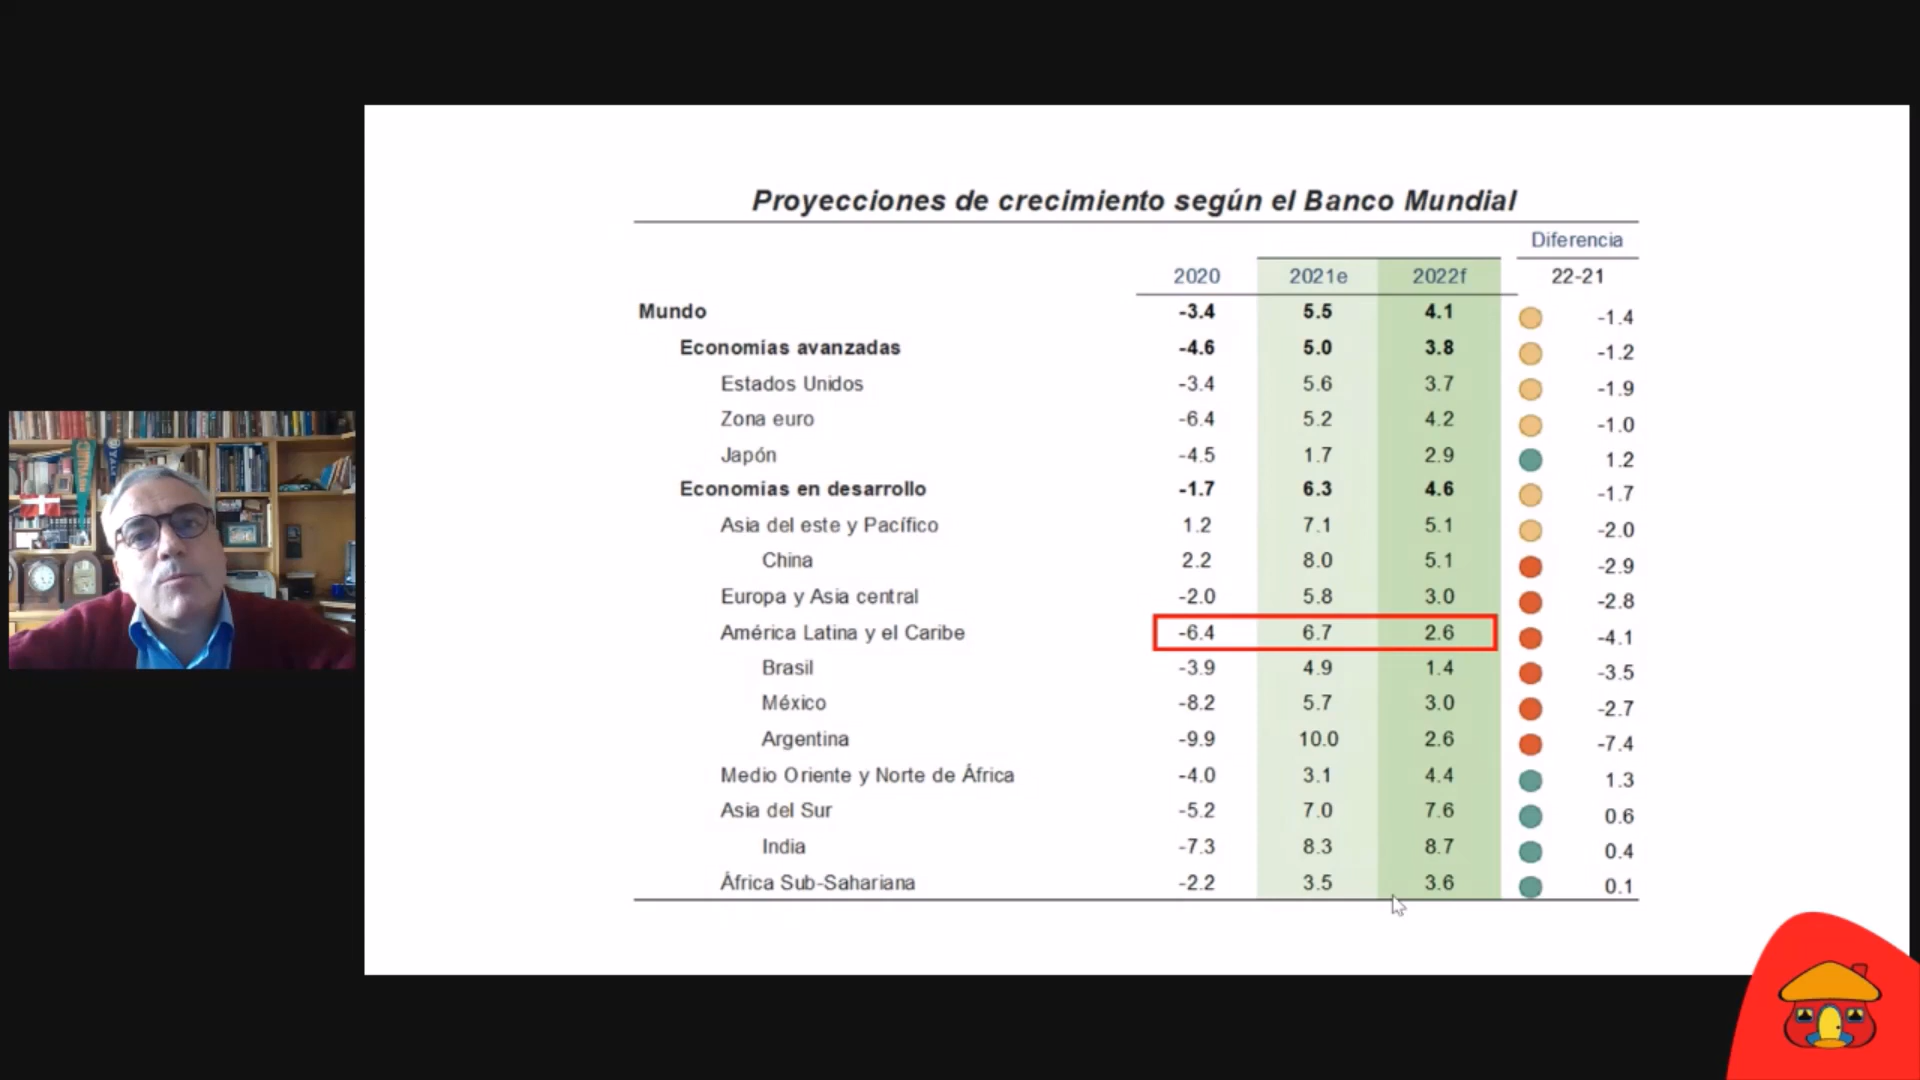 Proyecciones de crecimiento según el Banco Mundial
Diferencia
2020 2021e 2022f 22-21
Mundo -3.4 5.5 4.1 -1.4
Economías avanzadas -4.6 5.0 3.8 -1.2
Estados Unidos -3.4 5.6 3.7 -1.9
Zona euro -6.4 5.2 4.2 -1.0
Japón -4.5 1.7 2.9 1.2
Economías en desarrollo -1.7 6.3 4.6 -1.7
Asia del este y Pacífico 1.2 7.1 5.1 -2.0
China 2.2 8.0 5.1 -2.9
Europa y Asia central -2.0 5.8 3.0 -2.8
América Latina y el Caribe -6.4 6.7 2.6 -4.1
Brasil -3.9 4.9 1.4 -3.5
México -8.2 5.7 3.0 -2.7
Argentina -9.9 10.0 2.6 -7.4
Medio Oriente y Norte de África -4.0 3.1 4.4 1.3
Asia del Sur -5.2 7.0 7.6 0.6
India -7.3 8.3 8.7 0.4
África Sub-Sahariana -2.2 3.5 3.6 0.1